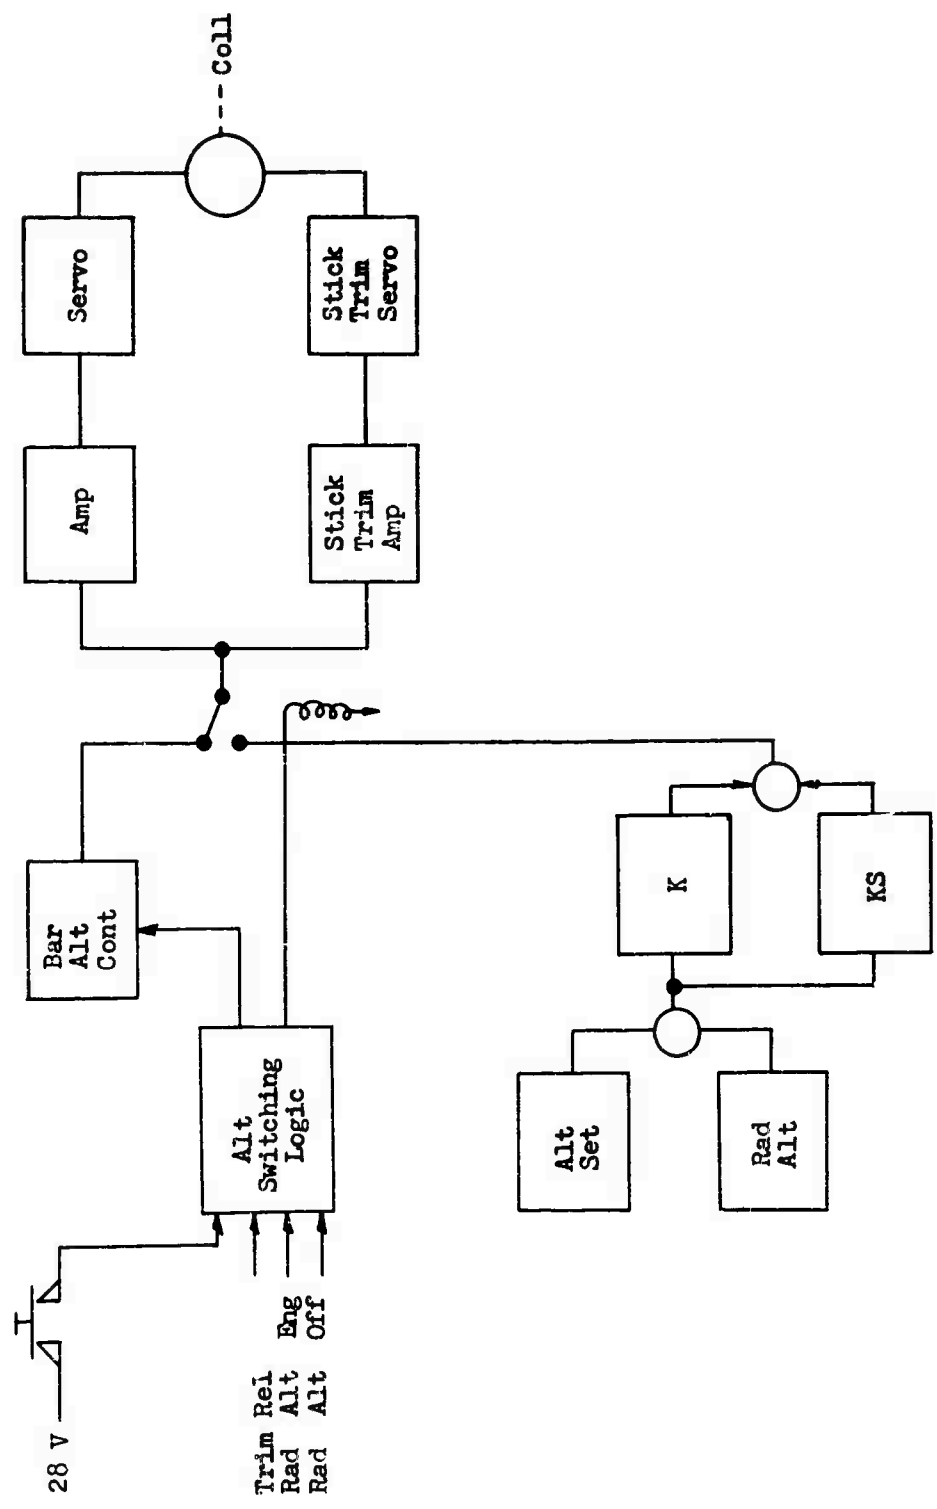 28 V
Trim Rel
Rad Alt Eng
Rad Alt Off
Alt
Switching
Logic
Bar
Alt
Cont
Amp
Servo
Stick
Trim
Amp
Stick
Trim
Servo
Coll
Alt
Set
Rad
Alt
K
KS